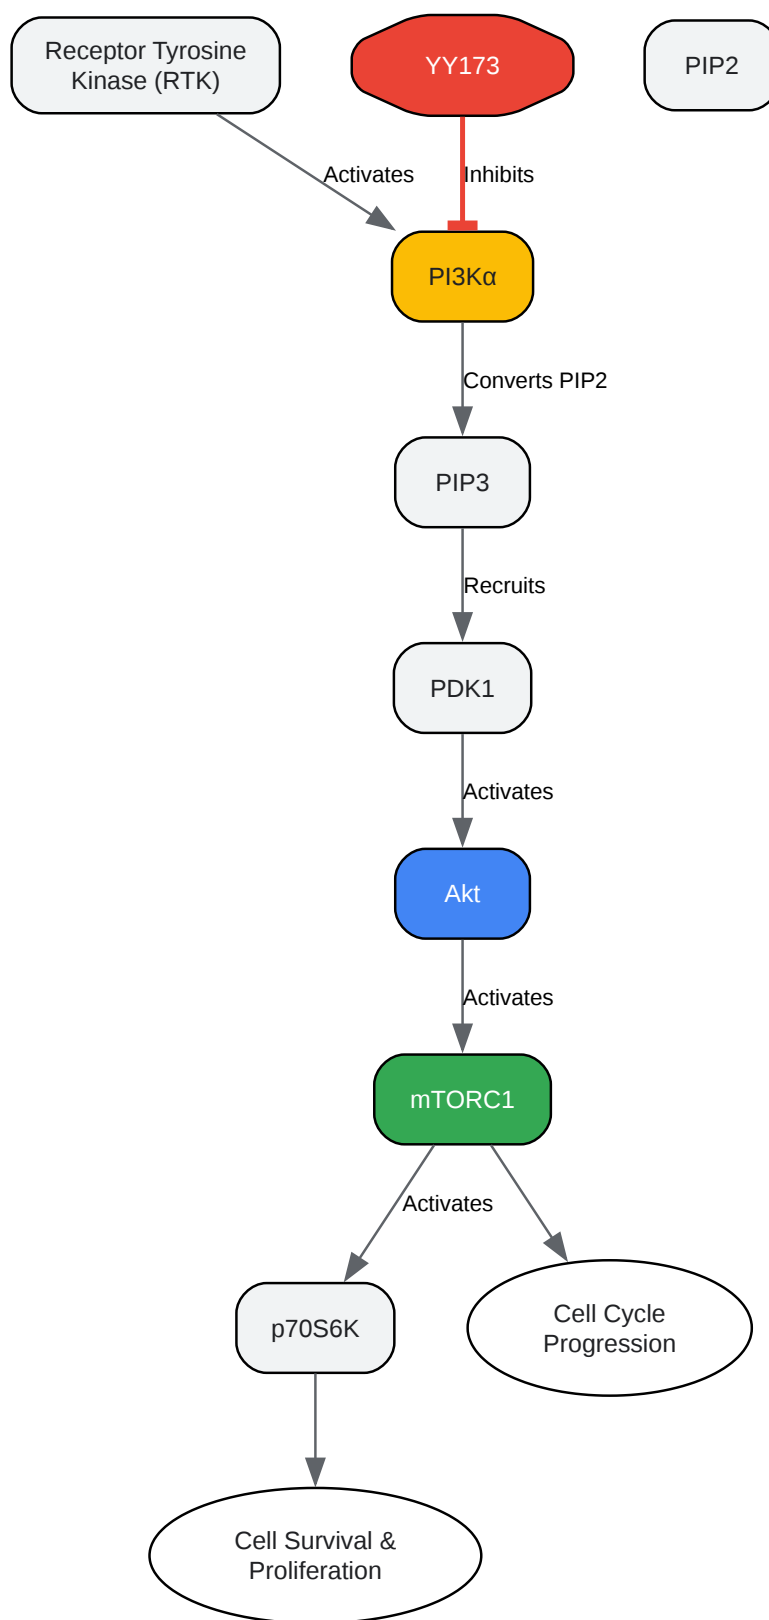 Receptor Tyrosine
Kinase (RTK)
YY173
PIP2
Activates
Inhibits
PI3Kα
Converts PIP2
PIP3
Recruits
PDK1
Activates
Akt
Activates
mTORC1
Activates
p70S6K
Cell Cycle
Progression
Cell Survival &
Proliferation